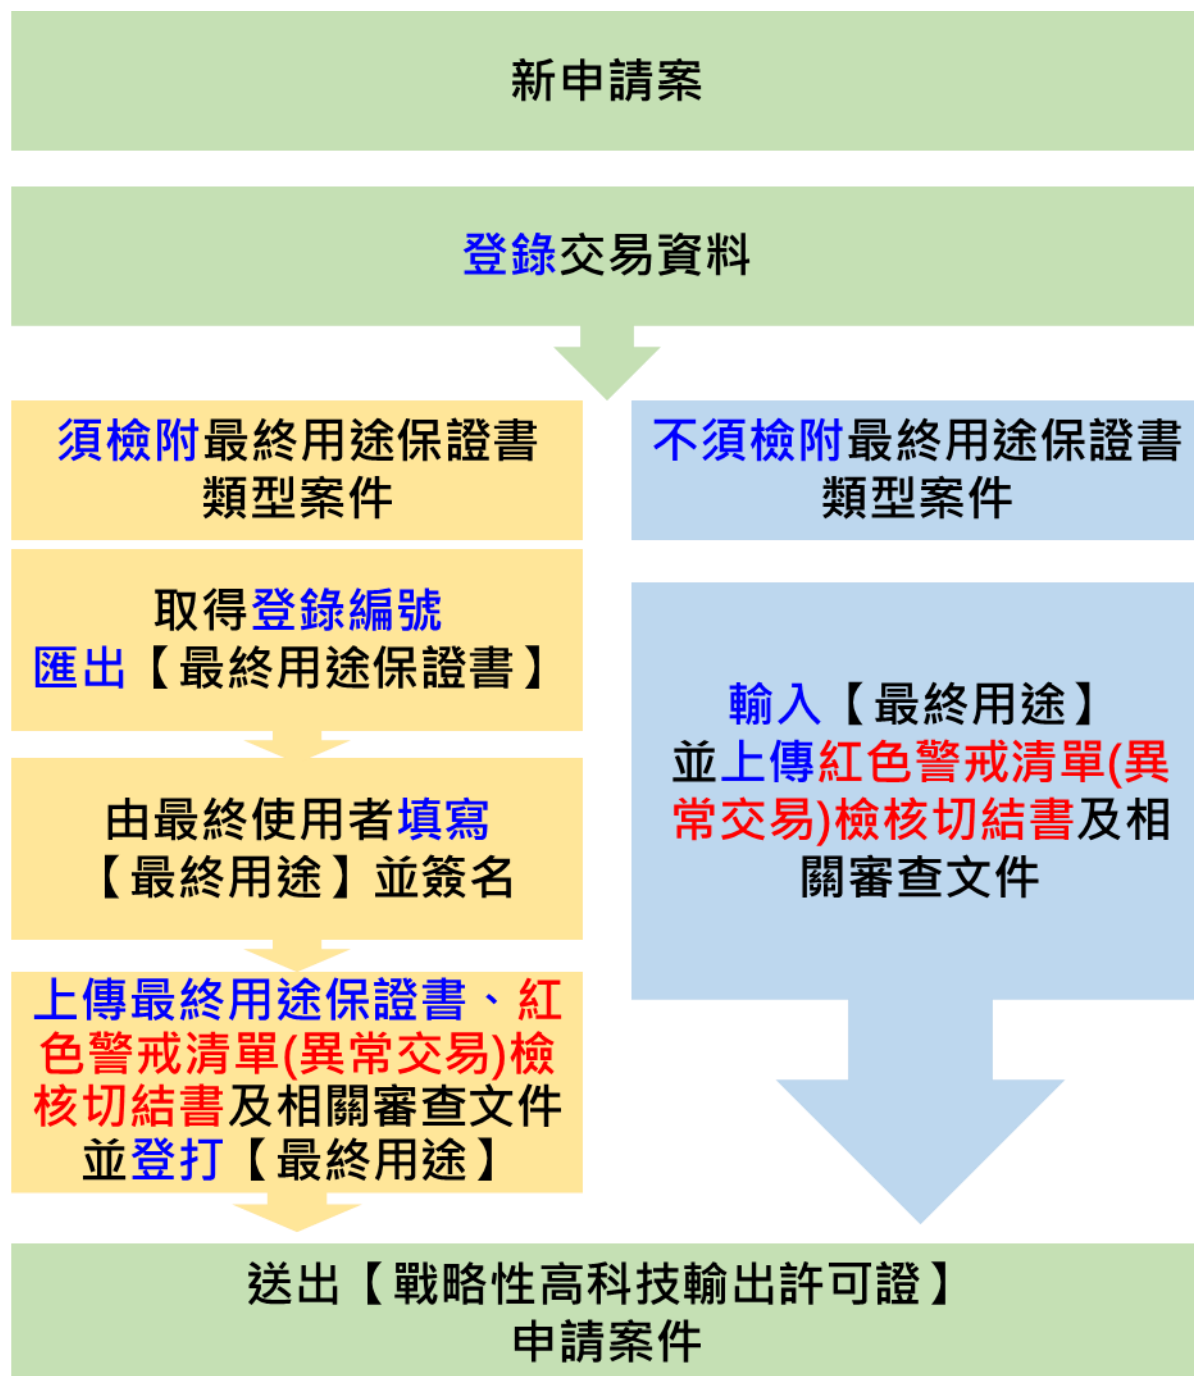 新申請案
登錄交易資料
須檢附最終用途保證書
類型案件
取得登錄編號
匯出【最終用途保證書】
由最終使用者填寫
【最終用途】並簽名
上傳最終用途保證書、紅
色警戒清單(異常交易)檢
核切結書及相關審查文件
並登打【最終用途】
不須檢附最終用途保證書
類型案件
輸入【最終用途】
並上傳紅色警戒清單(異
常交易)檢核切結書及相
關審查文件
送出【戰略性高科技輸出許可證】
申請案件